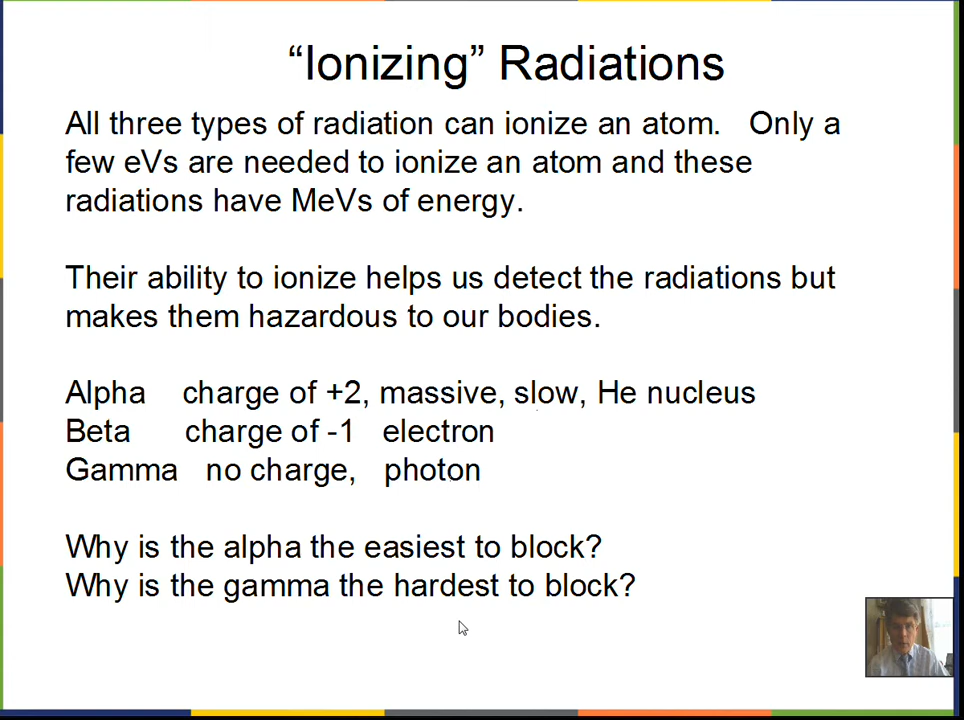 “Ionizing” Radiations
All three types of radiation can ionize an atom. Only a
few eVs are needed to ionize an atom and these
radiations have MeVs of energy.
Their ability to ionize helps us detect the radiations but
makes them hazardous to our bodies.
Alpha charge of +2, massive, slow, He nucleus
Beta charge of -1 electron
Gamma no charge, photon
Why is the alpha the easiest to block?
Why is the gamma the hardest to block?